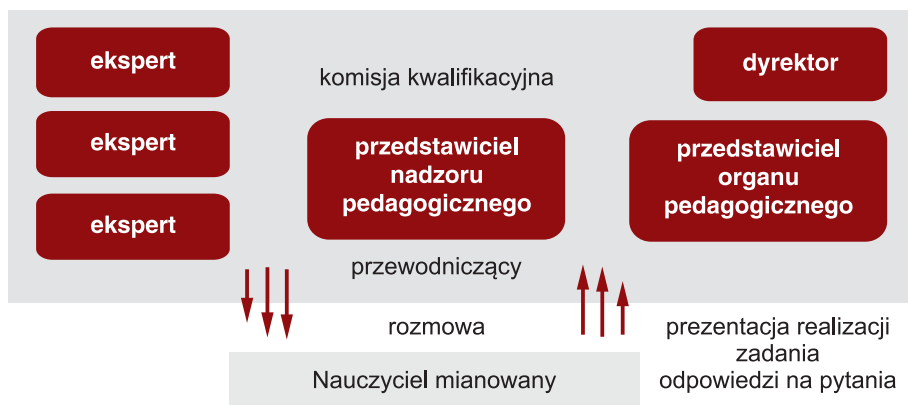 ekspert
ekspert
ekspert
komisja kwalifikacyjna
przedstawiciel
nadzoru
pedagogicznego
przewodniczący
dyrektor
przedstawiciel
organu
pedagogicznego
rozmowa
prezentacja realizacji
zadania
odpowiedzi na pytania
Nauczyciel mianowany